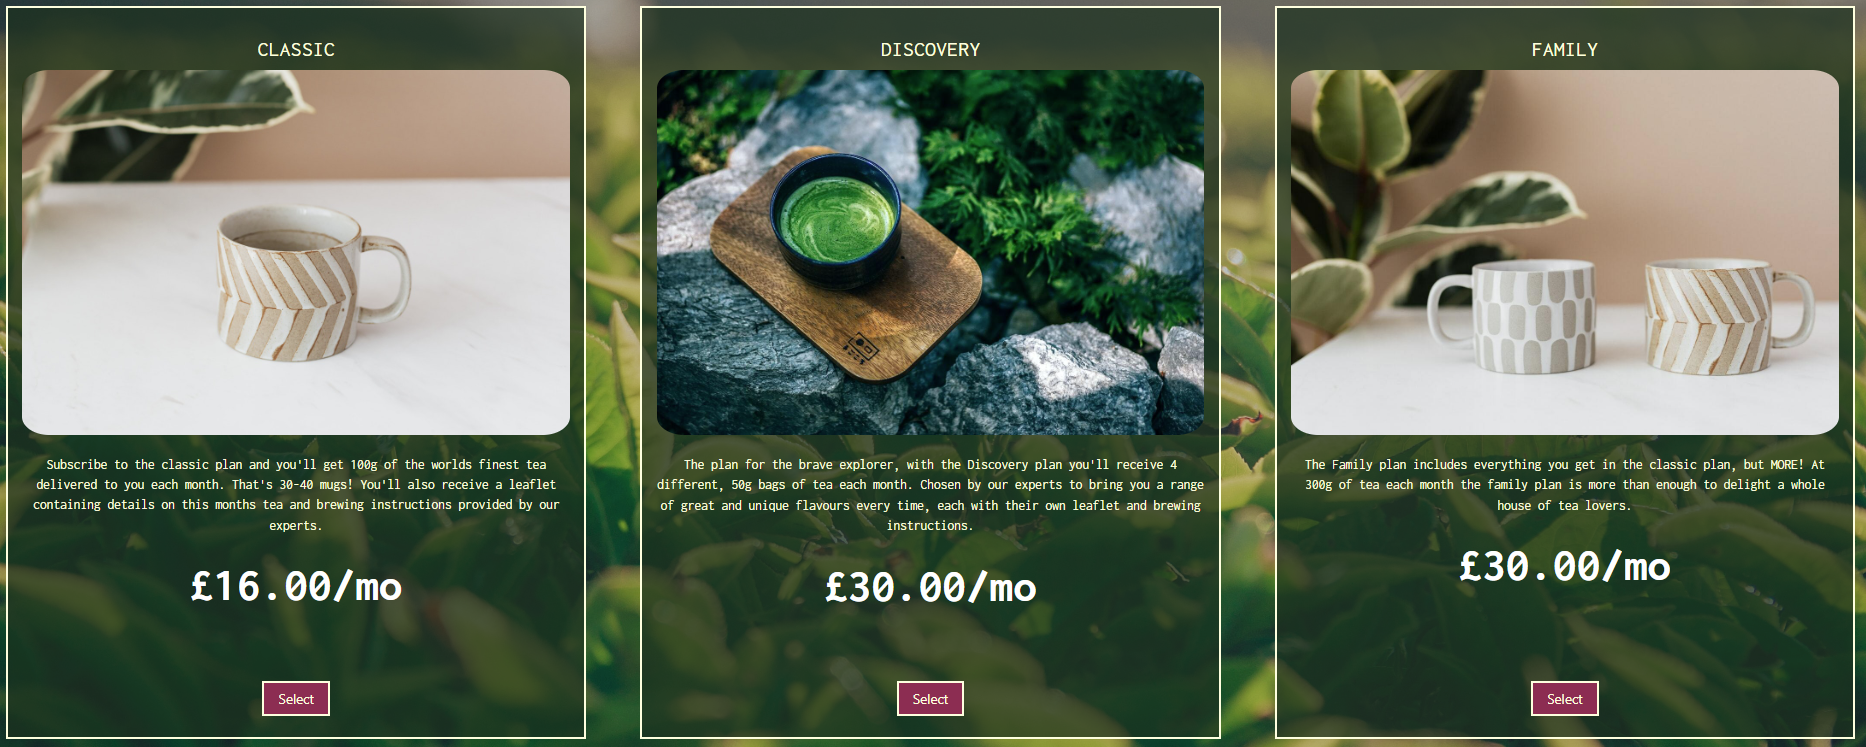 CLASSIC
Subscribe to the classic plan and you'll get 100g of the worlds finest tea
delivered to you each month. That's 30-40 mugs! You'll also receive a leaflet
containing details on this months tea and brewing instructions provided by our
experts.
£16.00/mo
Select
DISCOVERY
The plan for the brave explorer, with the Discovery plan you'll receive 4
different, 50g bags of tea each month. Chosen by our experts to bring you a range
of great and unique flavours every time, each with their own leaflet and brewing
instructions.
£30.00/mo
Select
FAMILY
The Family plan includes everything you get in the classic plan, but MORE! At
300g of tea each month the family plan is more than enough to delight a whole
house of tea lovers.
£30.00/mo
Select